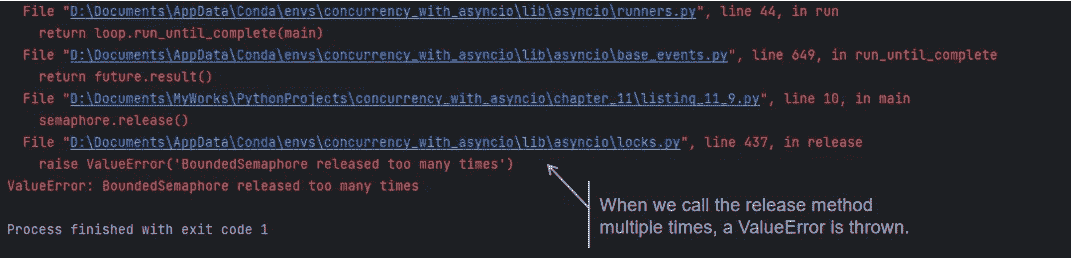 File "D:\Documents\AppData\Conda\envs\concurrency_with_asyncio\lib\asyncio\runners.py", line 44, in run
return loop.run_until_complete(main)
File "D:\Documents\AppData\Conda\envs\concurrency_with_asyncio\lib\asyncio\base_events.py", line 649, in run_until_complete
return future.result()
File "D:\Documents\MyWorks\PythonProjects\concurrency_with_asyncio\chapter_11\listing_11_9.py", line 10, in main
semaphore.release()
File "D:\Documents\AppData\Conda\envs\concurrency_with_asyncio\lib\asyncio\locks.py", line 437, in release
raise ValueError('BoundedSemaphore released too many times')
ValueError: BoundedSemaphore released too many times
When we call the release method
multiple times, a ValueError is thrown.
Process finished with exit code 1